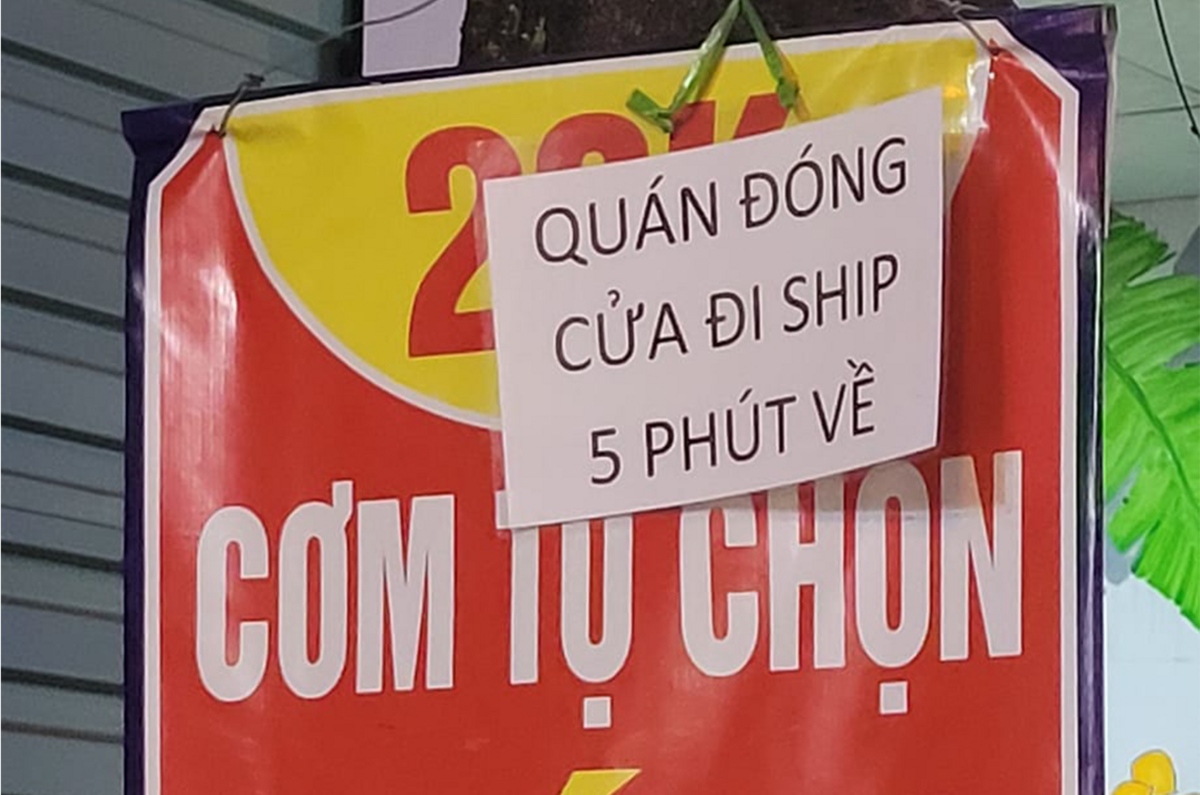 QUÁN ĐÓNG
CỬA ĐI SHIP
5 PHÚT VỀ
CƠM TỰ CHỌN